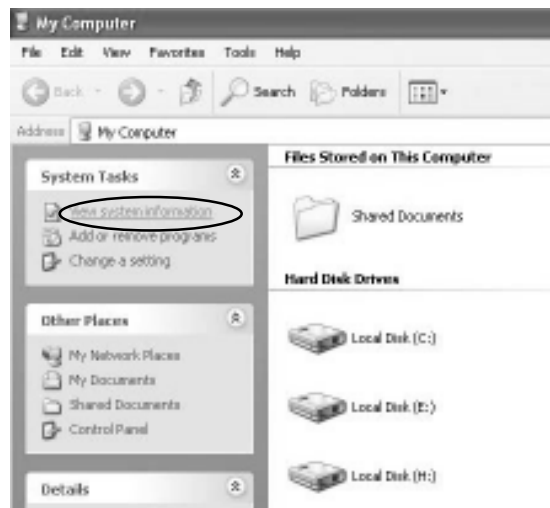 My Computer
File Edit View Favorites Tools Help
Back Search Folders
Address My Computer
System Tasks
View system information
Add or remove programs
Change a setting
Other Places
My Network Places
My Documents
Shared Documents
Control Panel
Details
Files Stored on This Computer
Shared Documents
Hard Disk Drives
Local Disk (C:)
Local Disk (E:)
Local Disk (H:)